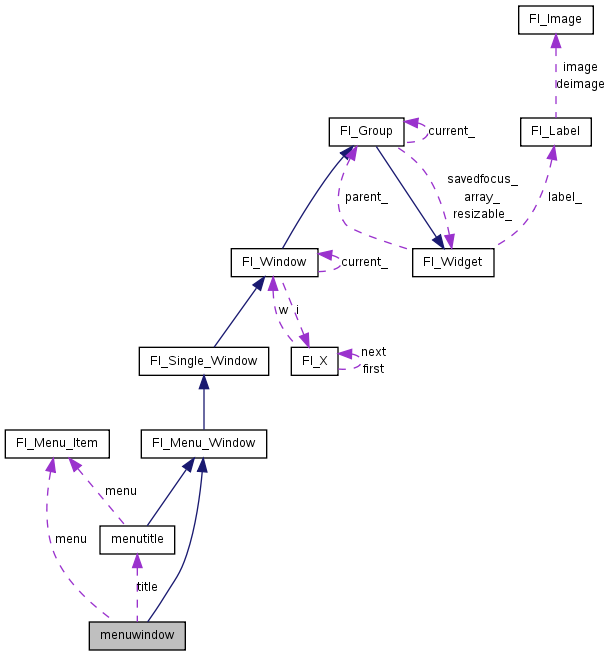 Fl_Image
image
deimage
Fl_Group
current_
Fl_Label
savedfocus_
array_
resizable_
parent_
label_
Fl_Window
current_
Fl_Widget
w
i
Fl_Single_Window
Fl_X
next
first
Fl_Menu_Item
Fl_Menu_Window
menu
menutitle
menu
title
menuwindow